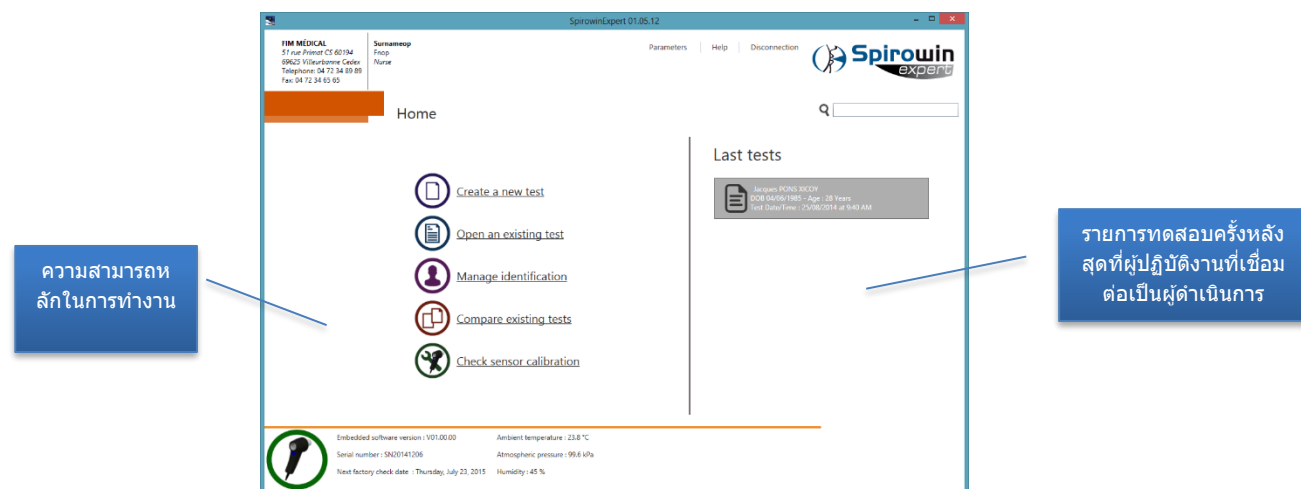 SpirowinExpert 01.05.12
FIM MÉDICAL
51 rue Primat CS 60194
69625 Villeurbanne Cedex
Telephone: 04 72 34 89 89
Fax: 04 72 34 65 65
Surnameop
Fnop
Nurse
Parameters
Help
Disconnection
Spirowin
expert
Home
Last tests
Jacques PONS XICOY
DOB 04/06/1985 - Age : 28 Years
Test Date/Time : 25/08/2014 at 9:40 AM
Create a new test
Open an existing test
Manage identification
Compare existing tests
Check sensor calibration
ความสามารถห
ลักในการทำงาน
รายการทดสอบครั้งหลัง
สุดที่ผู้ปฏิบัติงานที่เชื่อม
ต่อเป็นผู้ดำเนินการ
Embedded software version : V01.00.00
Ambient temperature : 23.8 °C
Serial number : SN20141206
Atmospheric pressure : 99.6 kPa
Next factory check date : Thursday, July 23, 2015
Humidity : 45 %